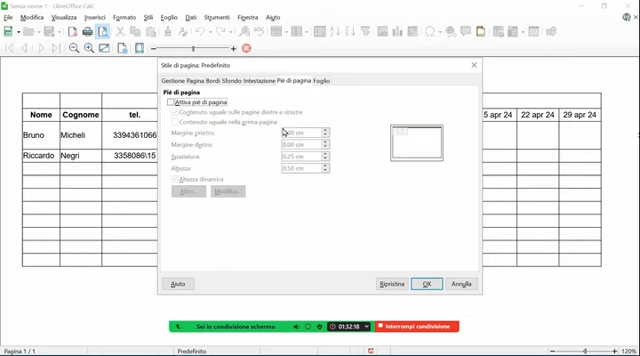 Senza nome 1 - LibreOffice Calc
File Modifica Visualizza Inserisci Formato Stili Foglio Dati Strumenti Finestra Aiuto
Stile di pagina: Predefinito
Gestione Pagina Bordi Sfondo Intestazione Piè di pagina Foglio
Piè di pagina
Attiva piè di pagina
Contenuto uguale sulle pagine destre e sinistre
Contenuto uguale nella prima pagina
Margine sinistro:
Margine destro: 0,00 cm
Spaziatura: 0,25 cm
Altezza: 0,50 cm
Altezza dinamica
Altro... Modifica...
Aiuto Ripristina OK Annulla
Nome Cognome tel. 5 apr 24 22 apr 24 29 apr 24
Bruno Micheli 3394361066
Riccardo Negri 3358086\15
Sei in condivisione schermo 01:32:18 Interrompi condivisione
Pagina 1 / 1 Predefinito 120%